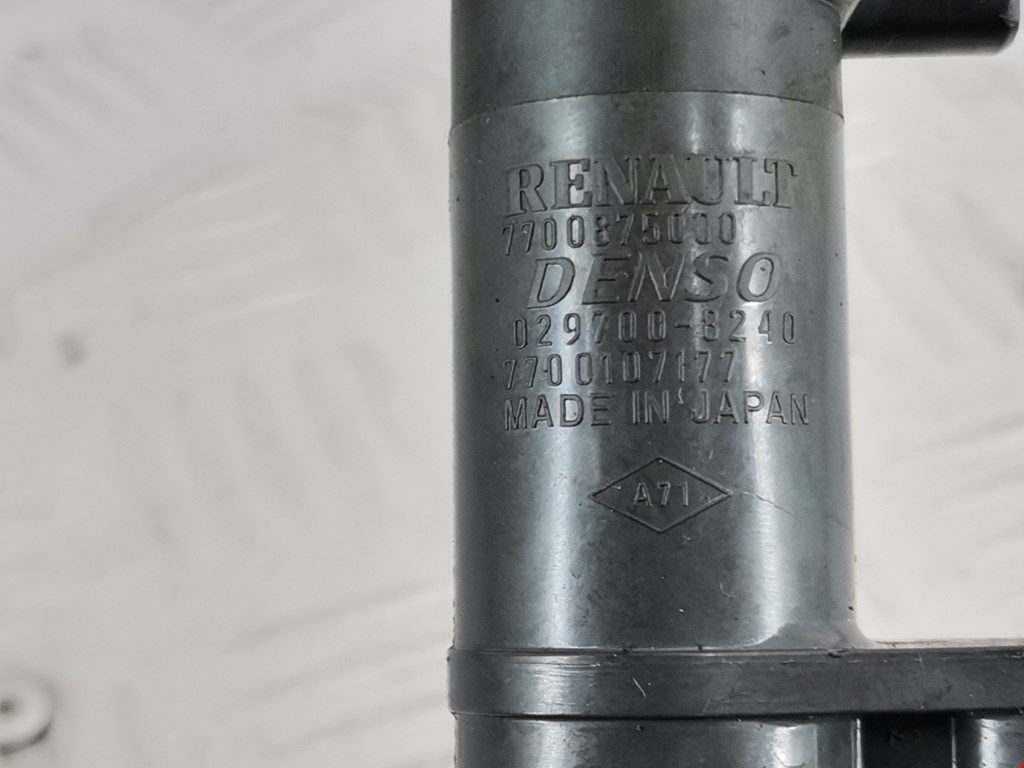 RENAULT
7700875000
DENSO
029700-8240
7700107177
MADE IN JAPAN
A71